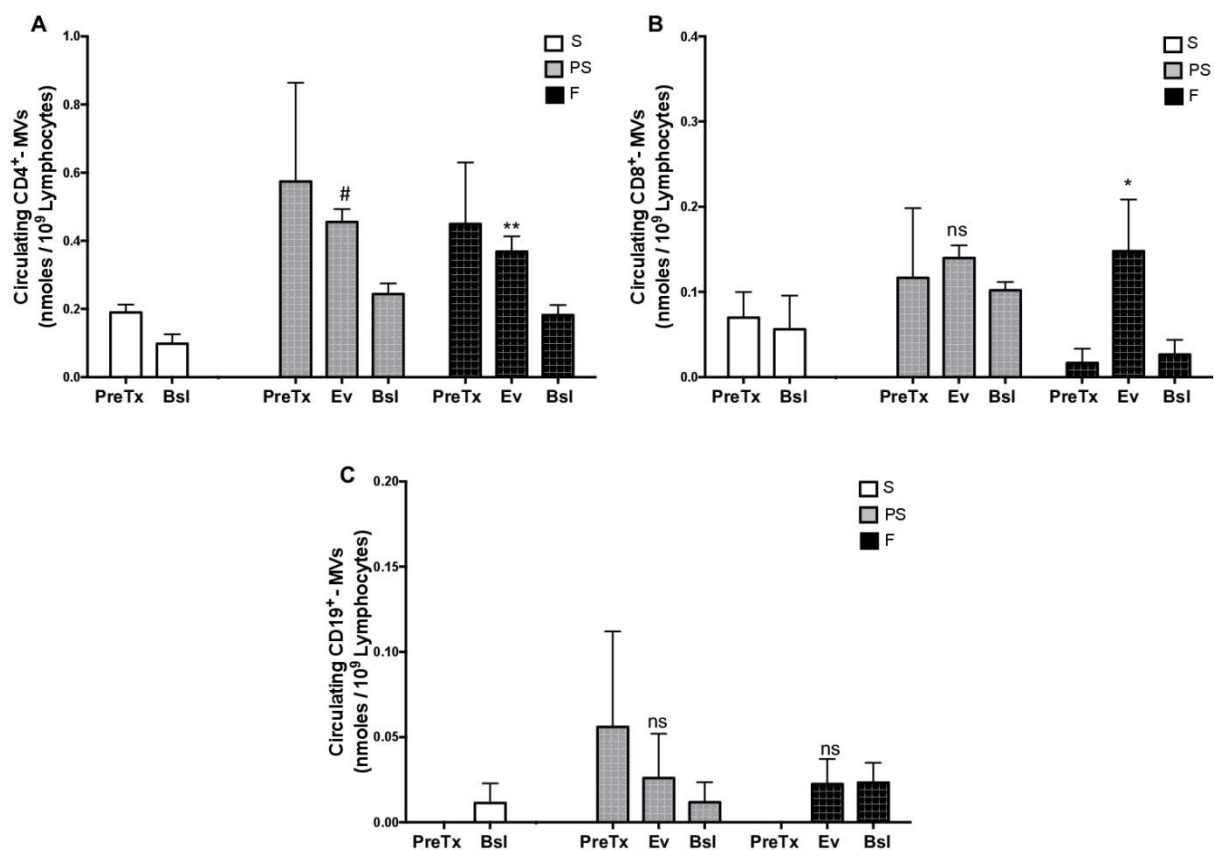 A
Circulating CD4⁺- MVs
(nmoles / 10⁹ Lymphocytes)
1.0
0.8
0.6
0.4
0.2
0.0
S
PS
F
#
**
PreTx Bsl PreTx Ev Bsl PreTx Ev Bsl
B
Circulating CD8⁺- MVs
(nmoles / 10⁹ Lymphocytes)
0.4
0.3
0.2
0.1
0.0
S
PS
F
ns
*
PreTx Bsl PreTx Ev Bsl PreTx Ev Bsl
C
Circulating CD19⁺- MVs
(nmoles / 10⁹ Lymphocytes)
0.20
0.15
0.10
0.05
0.00
S
PS
F
ns
ns
PreTx Bsl PreTx Ev Bsl PreTx Ev Bsl